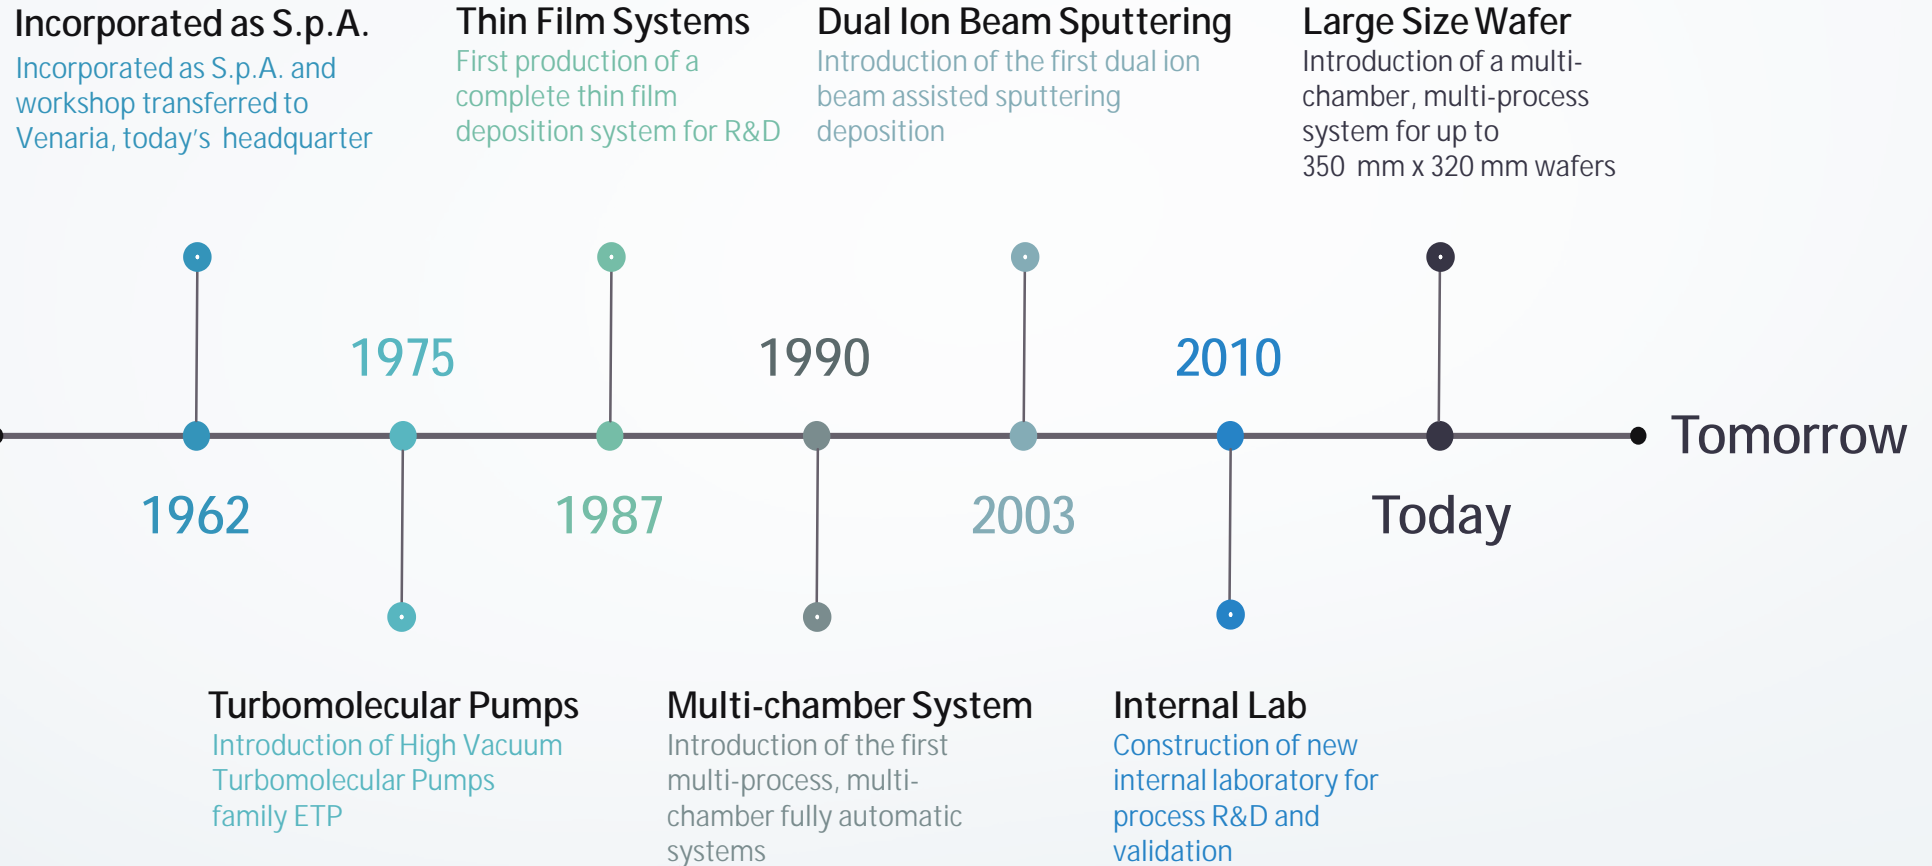 Incorporated as S.p.A.
Incorporated as S.p.A. and
workshop transferred to
Venaria, today's headquarter
Thin Film Systems
First production of a
complete thin film
deposition system for R&D
Dual Ion Beam Sputtering
Introduction of the first dual ion
beam assisted sputtering
deposition
Large Size Wafer
Introduction of a multi-
chamber, multi-process
system for up to
350 mm x 320 mm wafers
1975
1990
2010
Tomorrow
1962
1987
2003
Today
Turbomolecular Pumps
Introduction of High Vacuum
Turbomolecular Pumps
family ETP
Multi-chamber System
Introduction of the first
multi-process, multi-
chamber fully automatic
systems
Internal Lab
Construction of new
internal laboratory for
process R&D and
validation